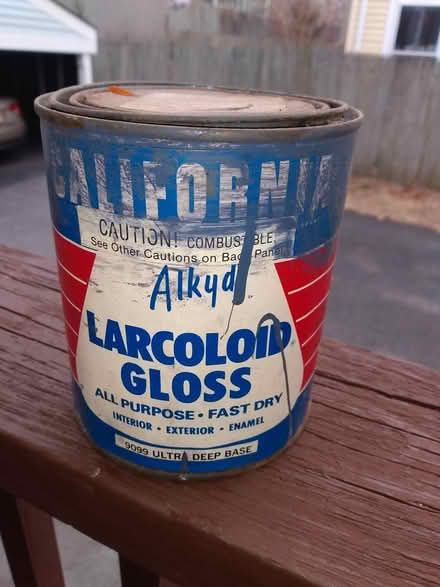 CALIFORNIA
CAUTION! COMBUSTIBLE.
See Other Cautions on Back Panel
Alkyd
LARCOLOID
GLOSS
ALL PURPOSE • FAST DRY
INTERIOR • EXTERIOR • ENAMEL
9099 ULTRA DEEP BASE